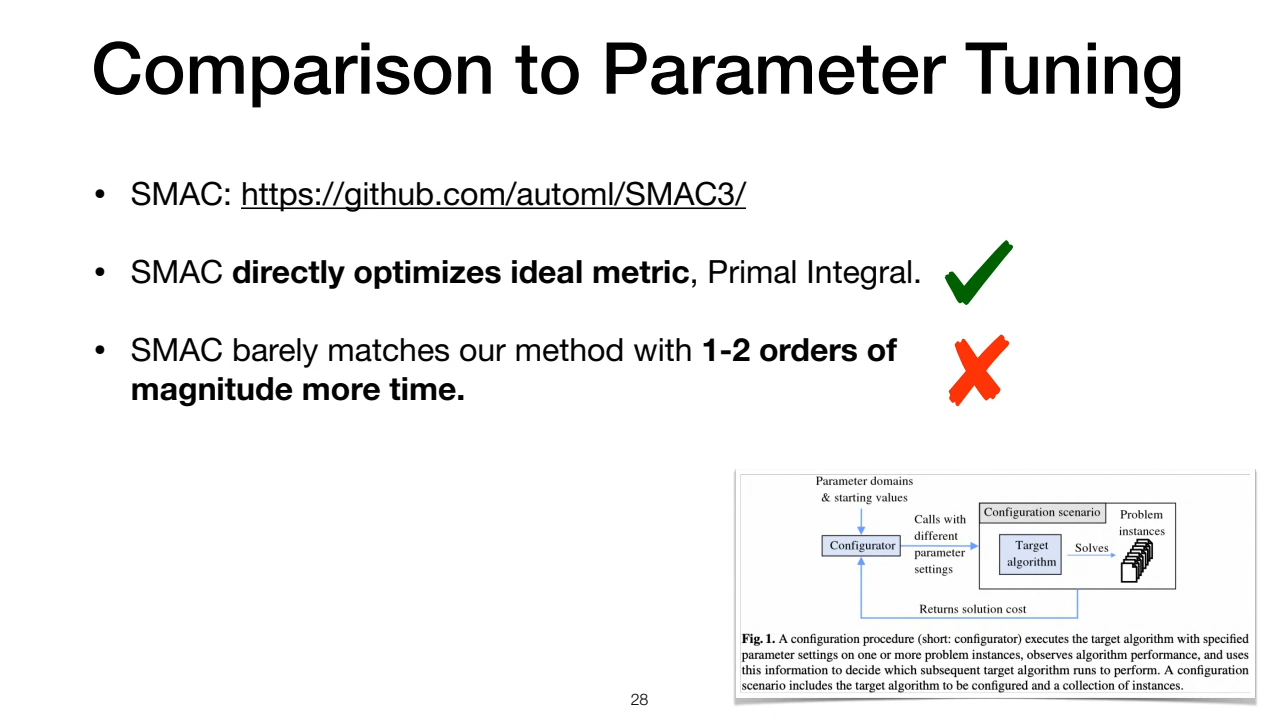 Comparison to Parameter Tuning
• SMAC: https://github.com/automl/SMAC3/
• SMAC directly optimizes ideal metric, Primal Integral.
• SMAC barely matches our method with 1-2 orders of
magnitude more time.
Parameter domains
& starting values
Configurator
Calls with
different
parameter
settings
Configuration scenario
Target
algorithm
Solves
Problem
instances
Returns solution cost
Fig. 1. A configuration procedure (short: configurator) executes the target algorithm with specified
parameter settings on one or more problem instances, observes algorithm performance, and uses
this information to decide which subsequent target algorithm runs to perform. A configuration
scenario includes the target algorithm to be configured and a collection of instances.
28